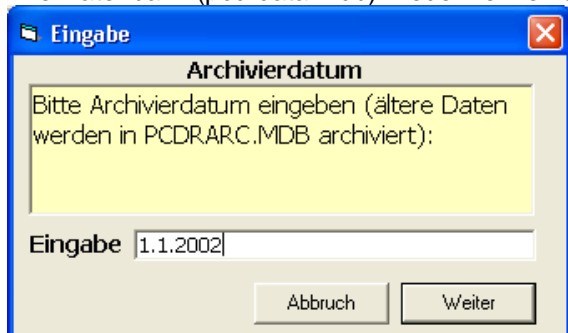 Eingabe
Archivierdatum
Bitte Archivierdatum eingeben (ältere Daten
werden in PCDRARC.MDB archiviert):
Eingabe 1.1.2002
Abbruch Weiter